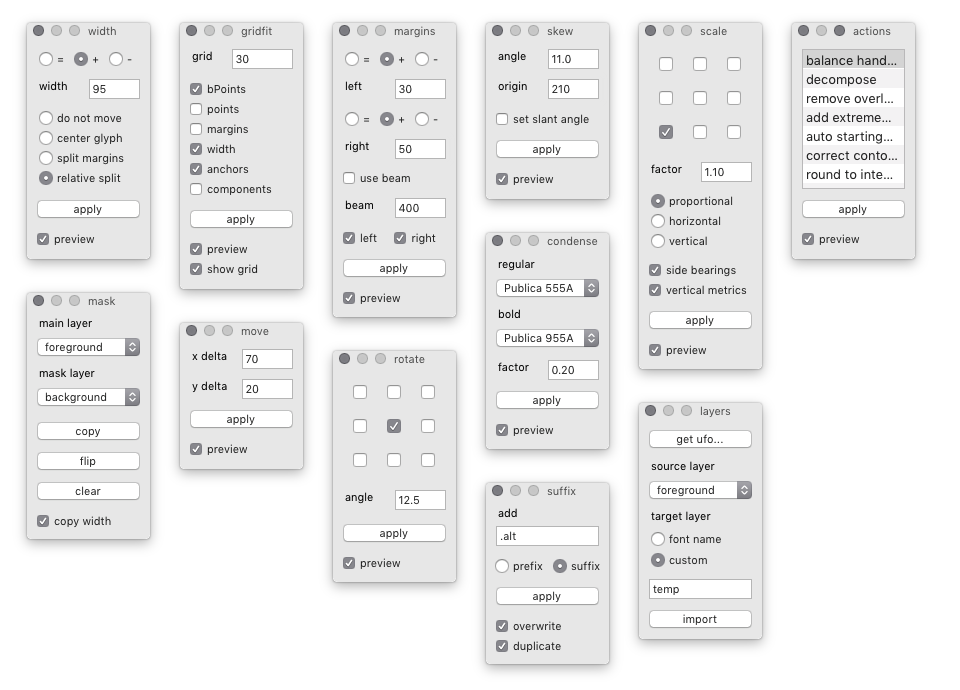 width
= + -
width 95
do not move
center glyph
split margins
relative split
apply
preview
mask
main layer
foreground
mask layer
background
copy
flip
clear
copy width
gridfit
grid 30
bPoints
points
margins
width
anchors
components
apply
preview
show grid
move
x delta 70
y delta 20
apply
preview
margins
= + -
left 30
= + -
right 50
use beam
beam 400
left right
apply
preview
rotate
angle 12.5
apply
preview
skew
angle 11.0
origin 210
set slant angle
apply
preview
condense
regular
Publica 555A
bold
Publica 955A
factor 0.20
apply
preview
suffix
add
.alt
prefix suffix
apply
overwrite
duplicate
scale
factor 1.10
proportional
horizontal
vertical
side bearings
vertical metrics
apply
preview
layers
get ufo...
source layer
foreground
target layer
font name
custom
temp
import
actions
balance hand...
decompose
remove overl...
add extreme...
auto starting...
correct conto...
round to inte...
apply
preview